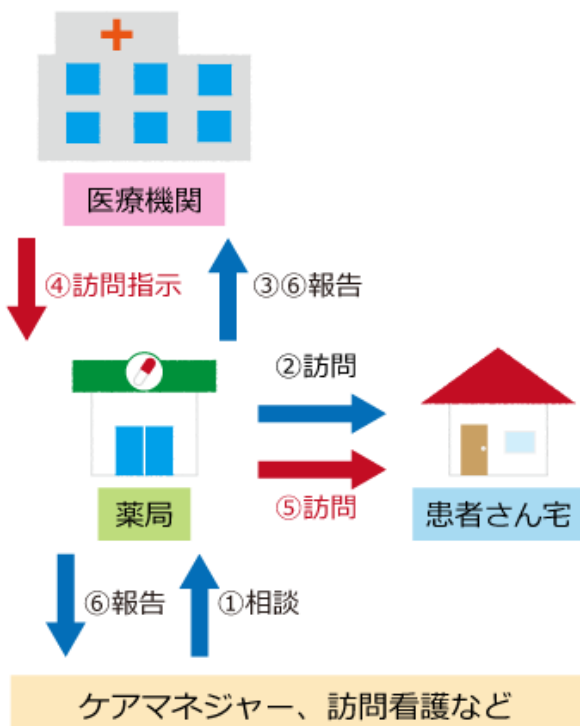 医療機関
④訪問指示
③⑥報告
②訪問
⑤訪問
薬局
患者さん宅
⑥報告
①相談
ケアマネジャー、訪問看護など